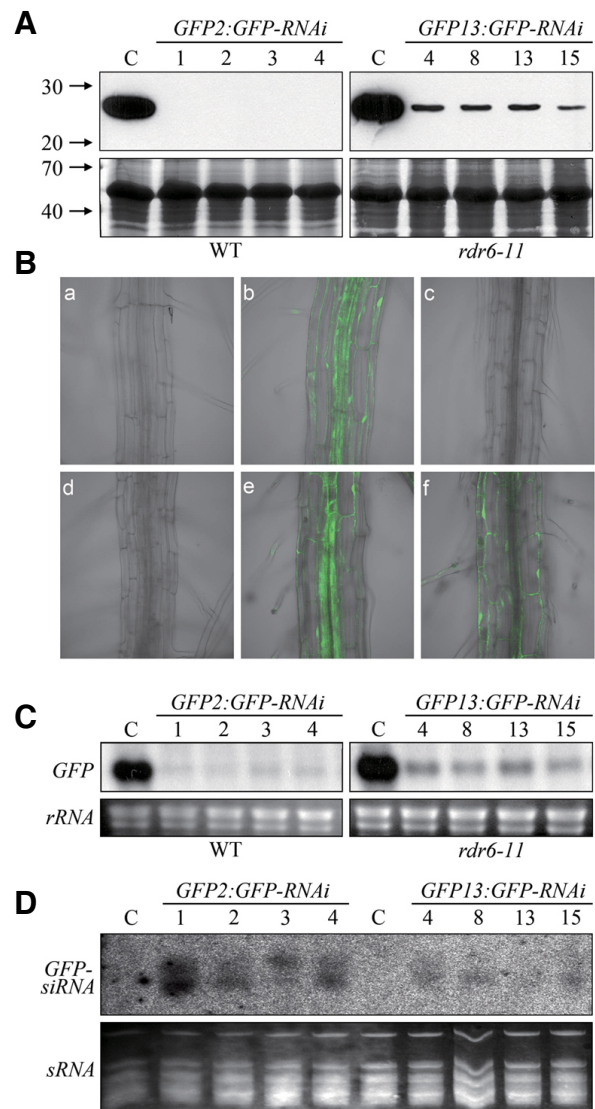 A
GFP2:GFP-RNAi GFP13:GFP-RNAi
C 1 2 3 4 C 4 8 13 15
30
20
70
40
WT rdr6-11
B
a b c
d e f
C
GFP2:GFP-RNAi GFP13:GFP-RNAi
C 1 2 3 4 C 4 8 13 15
GFP
rRNA
WT rdr6-11
D
GFP2:GFP-RNAi GFP13:GFP-RNAi
C 1 2 3 4 C 4 8 13 15
GFP-
siRNA
sRNA